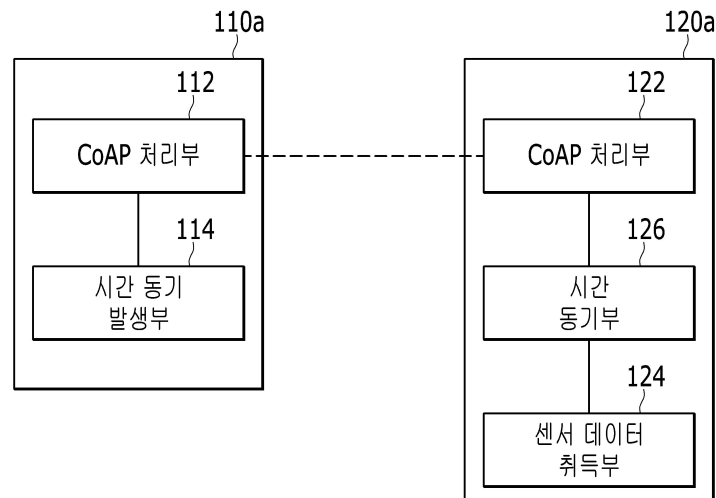 110a
112
CoAP 처리부
114
시간 동기
발생부
120a
122
CoAP 처리부
126
시간
동기부
124
센서 데이터
취득부